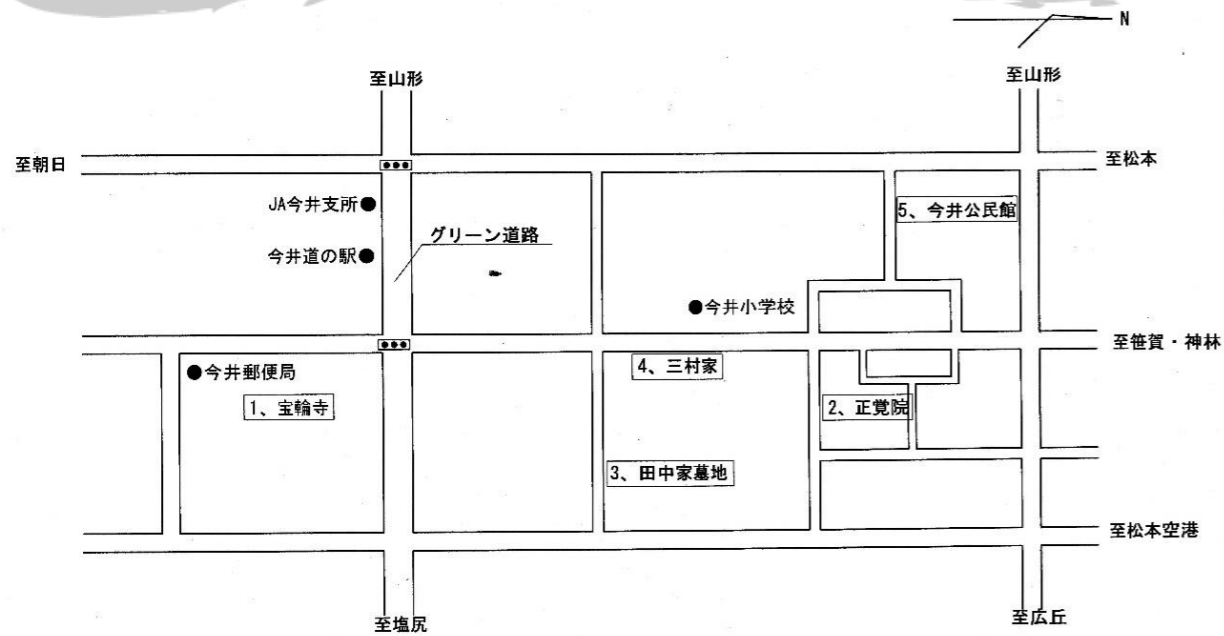 N
至山形
至山形
至朝日
至松本
JA今井支所
5、今井公民館
グリーン道路
今井道の駅
今井小学校
至笹賀・神林
4、三村家
今井郵便局
1、宝輪寺
2、正覚院
3、田中家墓地
至松本空港
至塩尻
至広丘